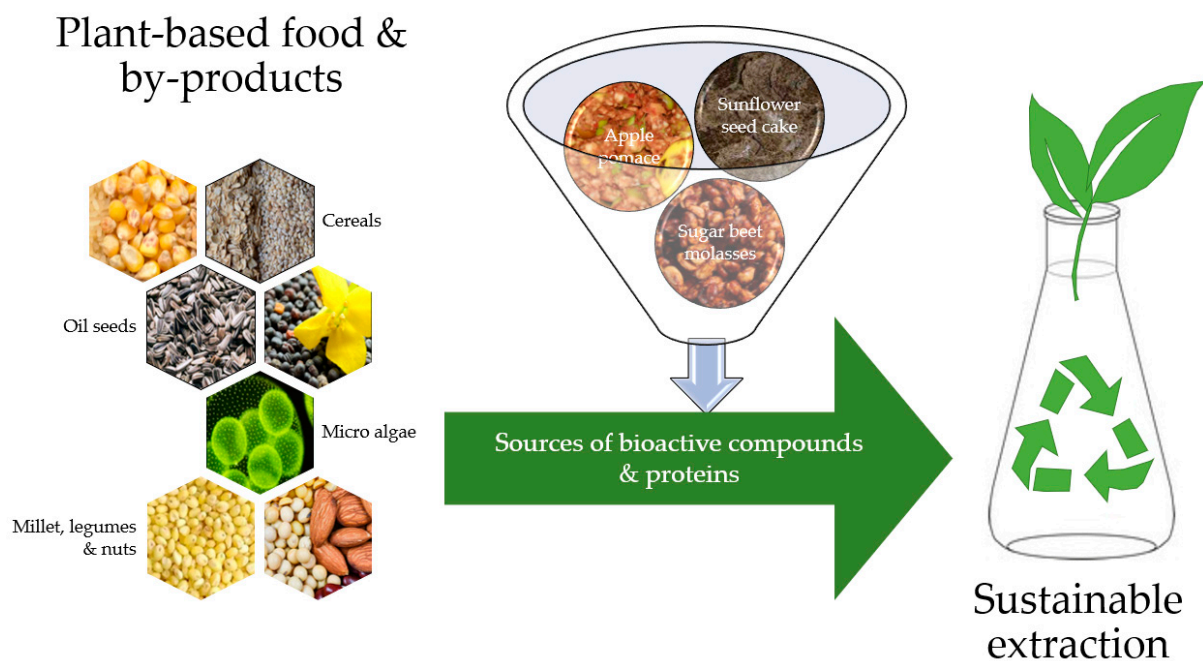 Plant-based food &
by-products
Cereals
Oil seeds
Micro algae
Millet, legumes
& nuts
Apple
pomace
Sunflower
seed cake
Sugar beet
molasses
Sources of bioactive compounds
& proteins
Sustainable
extraction